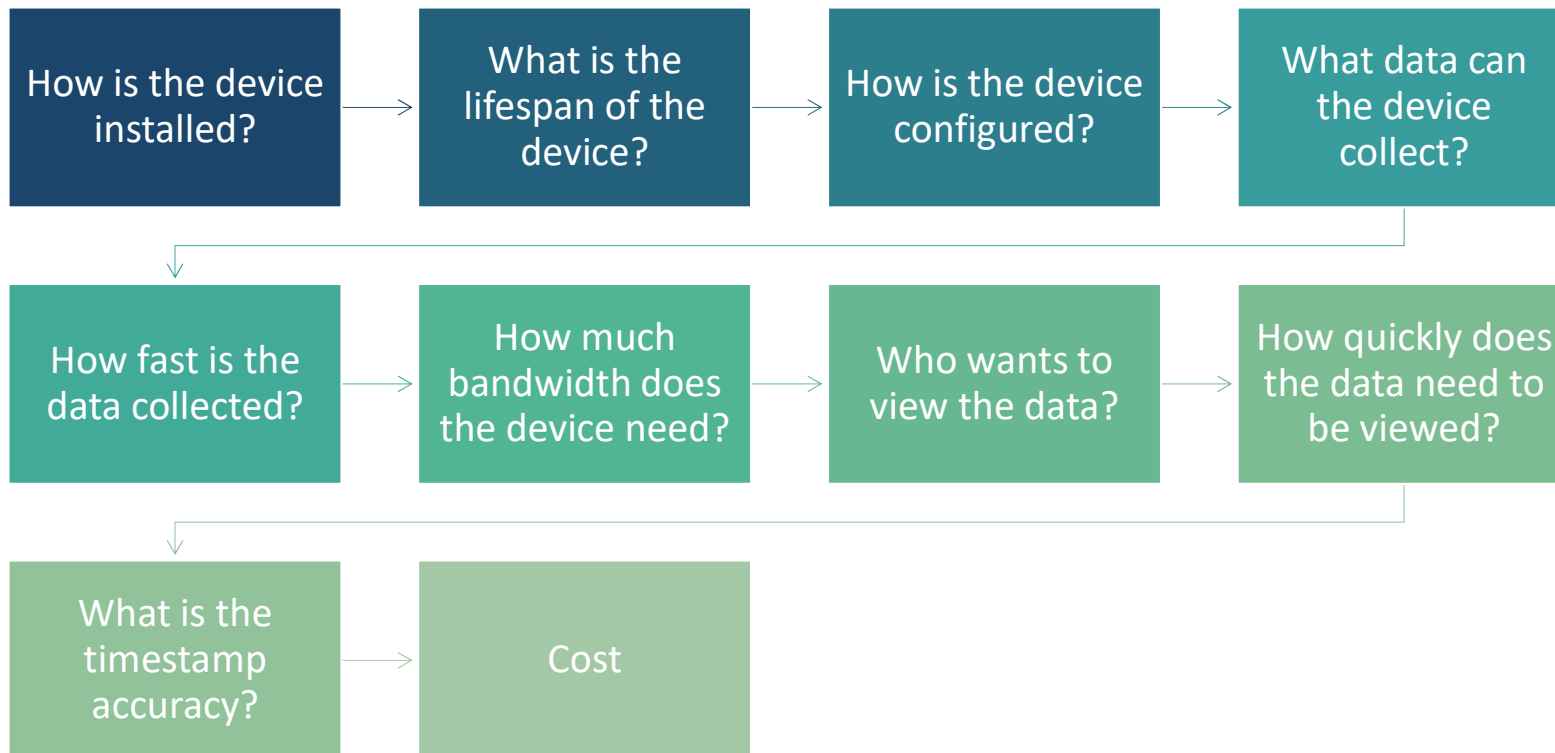 How is the device
installed?
What is the
lifespan of the
device?
How is the device
configured?
What data can
the device
collect?
How fast is the
data collected?
How much
bandwidth does
the device need?
Who wants to
view the data?
How quickly does
the data need to
be viewed?
What is the
timestamp
accuracy?
Cost